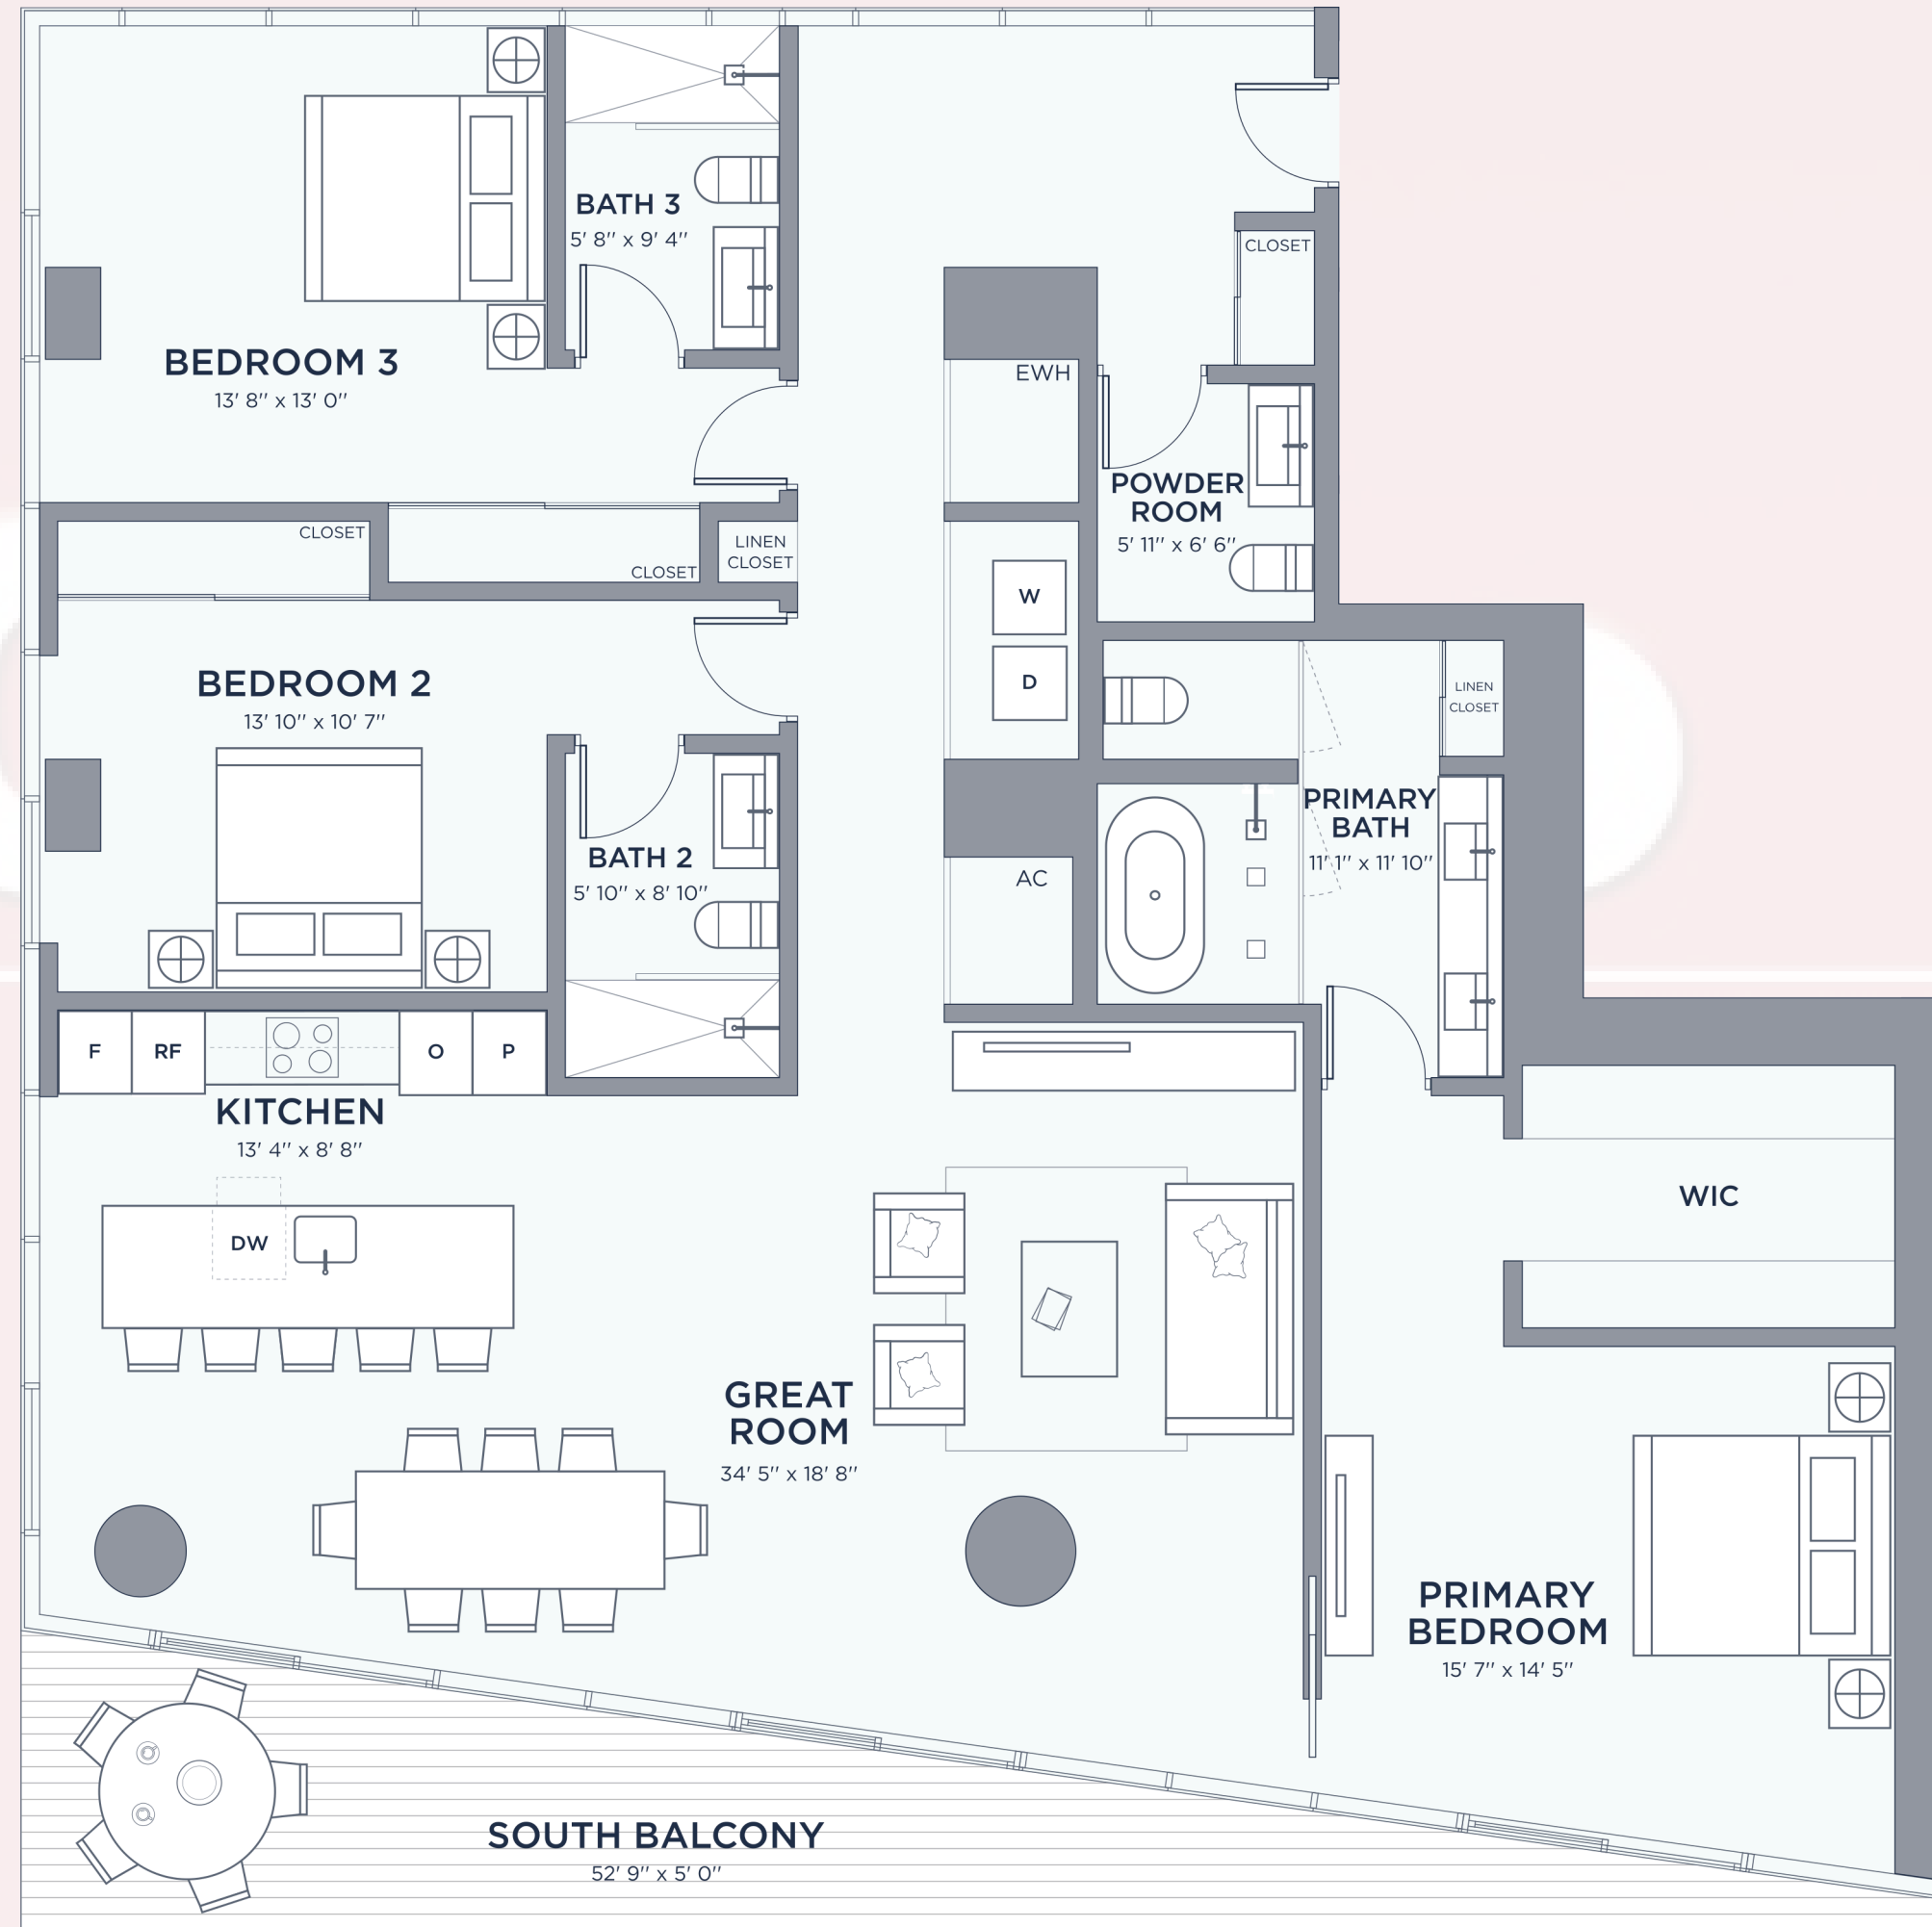 BATH 3
5' 8" x 9' 4"
CLOSET
BEDROOM 3
13' 8" x 13' 0"
EWH
POWDER
ROOM
5' 11" x 6' 6"
CLOSET
CLOSET
LINEN
CLOSET
W
D
BEDROOM 2
13' 10" x 10' 7"
LINEN
CLOSET
PRIMARY
BATH
11' 1" x 11' 10"
BATH 2
5' 10" x 8' 10"
AC
F
RF
O
P
KITCHEN
13' 4" x 8' 8"
DW
WIC
GREAT
ROOM
34' 5" x 18' 8"
PRIMARY
BEDROOM
15' 7" x 14' 5"
SOUTH BALCONY
52' 9" x 5' 0"